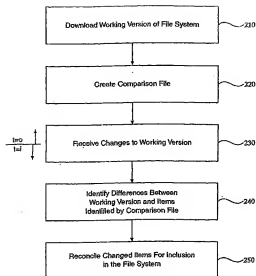 Download Working Version of File System
210
Create Comparison File
220
t=o
t=i
Receive Changes to Working Version
230
Identify Differences Between
Working Version and Items
Identified by Comparison File
240
Reconcile Changed Items For Inclusion
in the File System
250